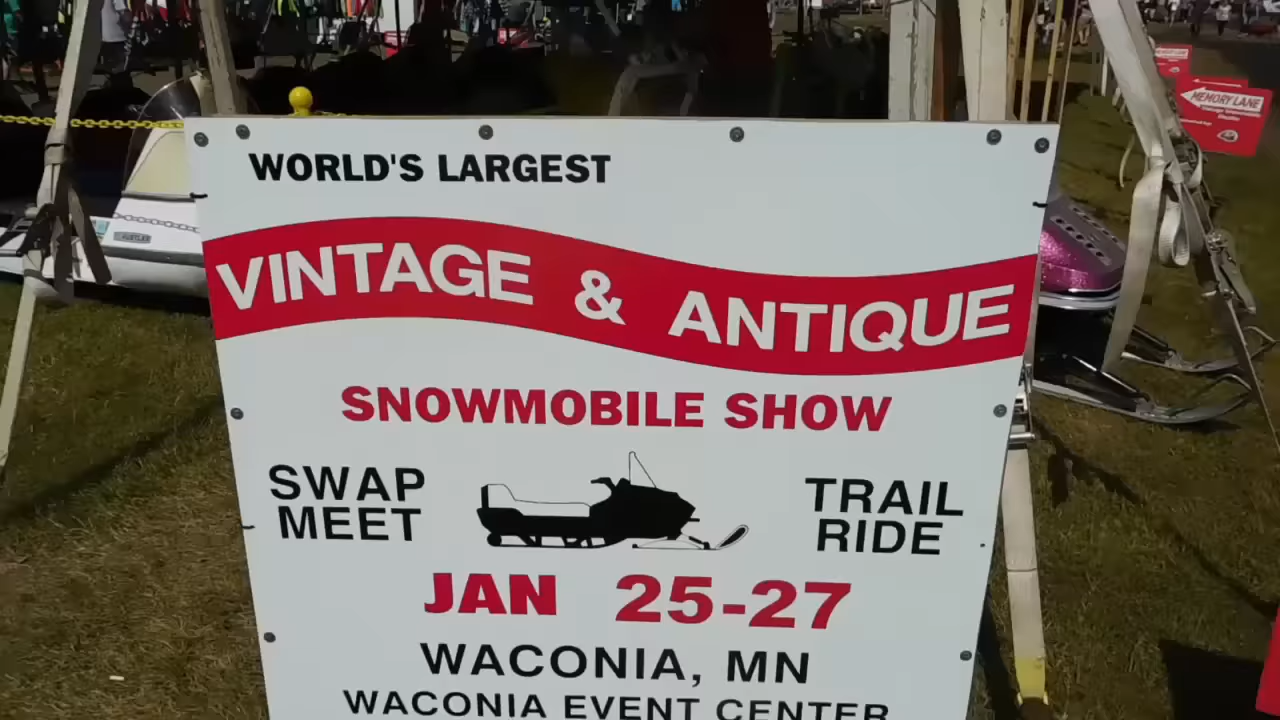 WORLD'S LARGEST
VINTAGE & ANTIQUE
SNOWMOBILE SHOW
SWAP
MEET
TRAIL
RIDE
JAN 25-27
WACONIA, MN
WACONIA EVENT CENTER
MEMORY LANE